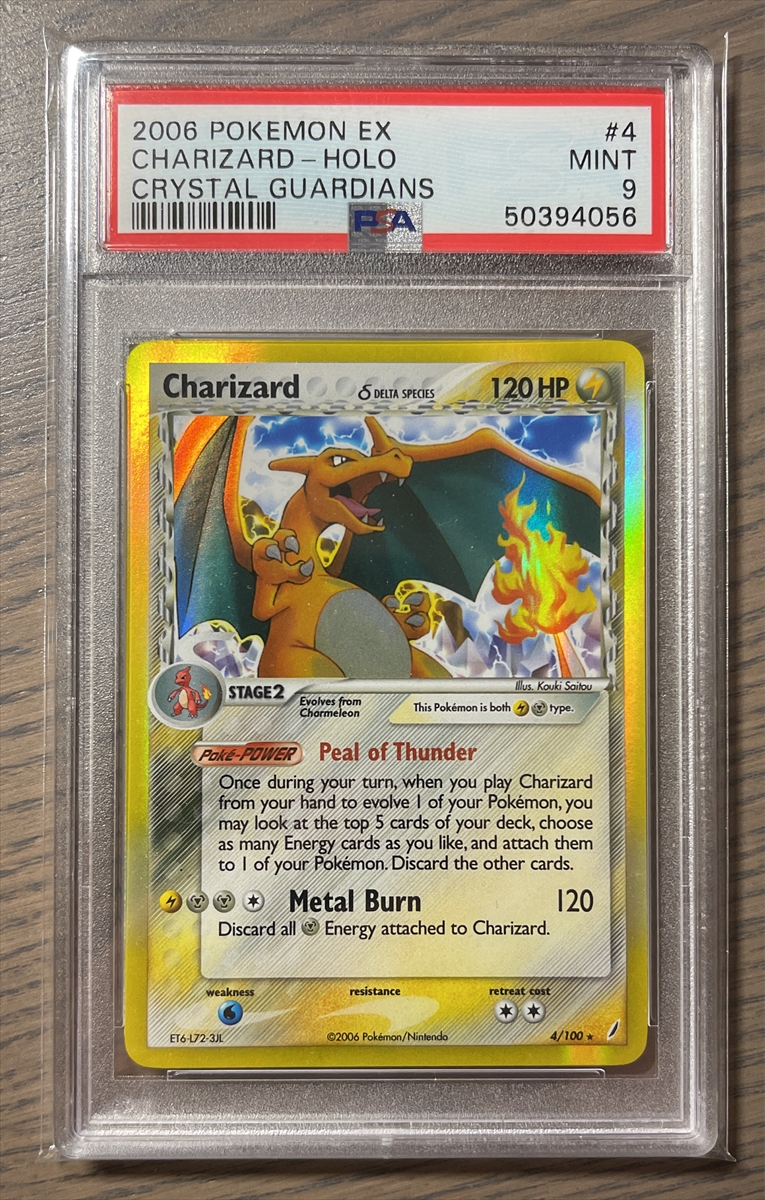 2006 POKEMON EX #4
CHARIZARD - HOLO MINT
CRYSTAL GUARDIANS 9
PSA 50394056
Charizard δ DELTA SPECIES 120 HP
Illus. Kouki Saitou
STAGE2 Evolves from Charmeleon This Pokémon is both type.
Poké-POWER Peal of Thunder
Once during your turn, when you play Charizard
from your hand to evolve 1 of your Pokémon, you
may look at the top 5 cards of your deck, choose
as many Energy cards as you like, and attach them
to 1 of your Pokémon. Discard the other cards.
Metal Burn 120
Discard all Energy attached to Charizard.
weakness resistance retreat cost
ET6-L72-3JL ©2006 Pokémon/Nintendo 4/100 ★